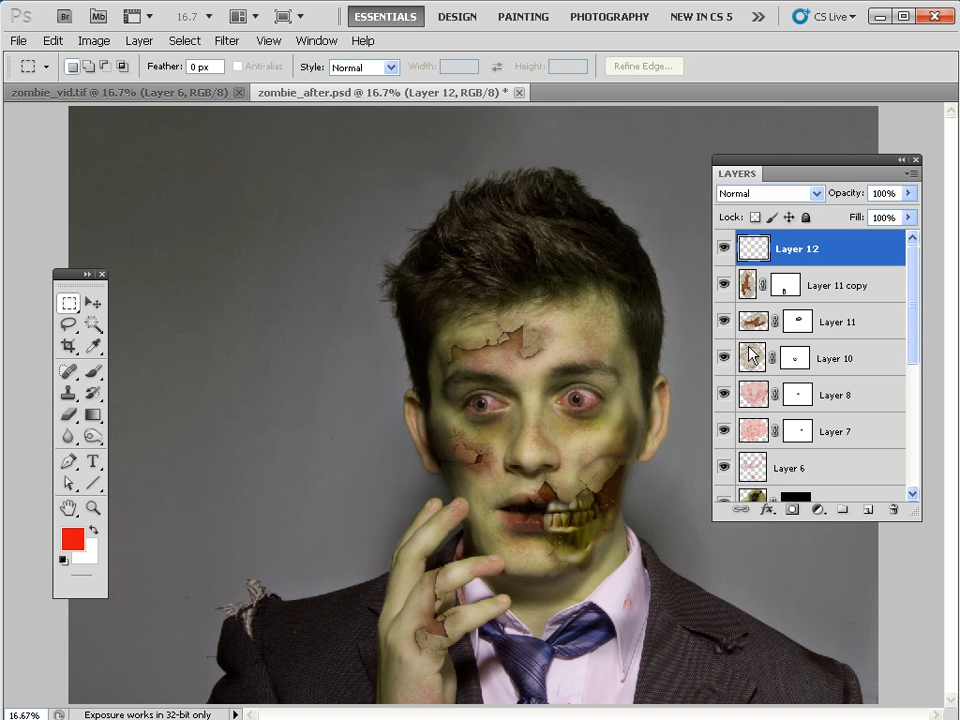 Ps Br Mb 16.7 ESSENTIALS DESIGN PAINTING PHOTOGRAPHY NEW IN CS 5 CS Live
File Edit Image Layer Select Filter View Window Help
Feather: 0 px Anti-alias Style: Normal Width: Height: Refine Edge...
zombie_vid.tif @ 16.7% (Layer 6, RGB/8) zombie_after.psd @ 16.7% (Layer 12, RGB/8) *
LAYERS
Normal Opacity: 100%
Lock: Fill: 100%
Layer 12
Layer 11 copy
Layer 11
Layer 10
Layer 8
Layer 7
Layer 6
T
fx
16.67% Exposure works in 32-bit only